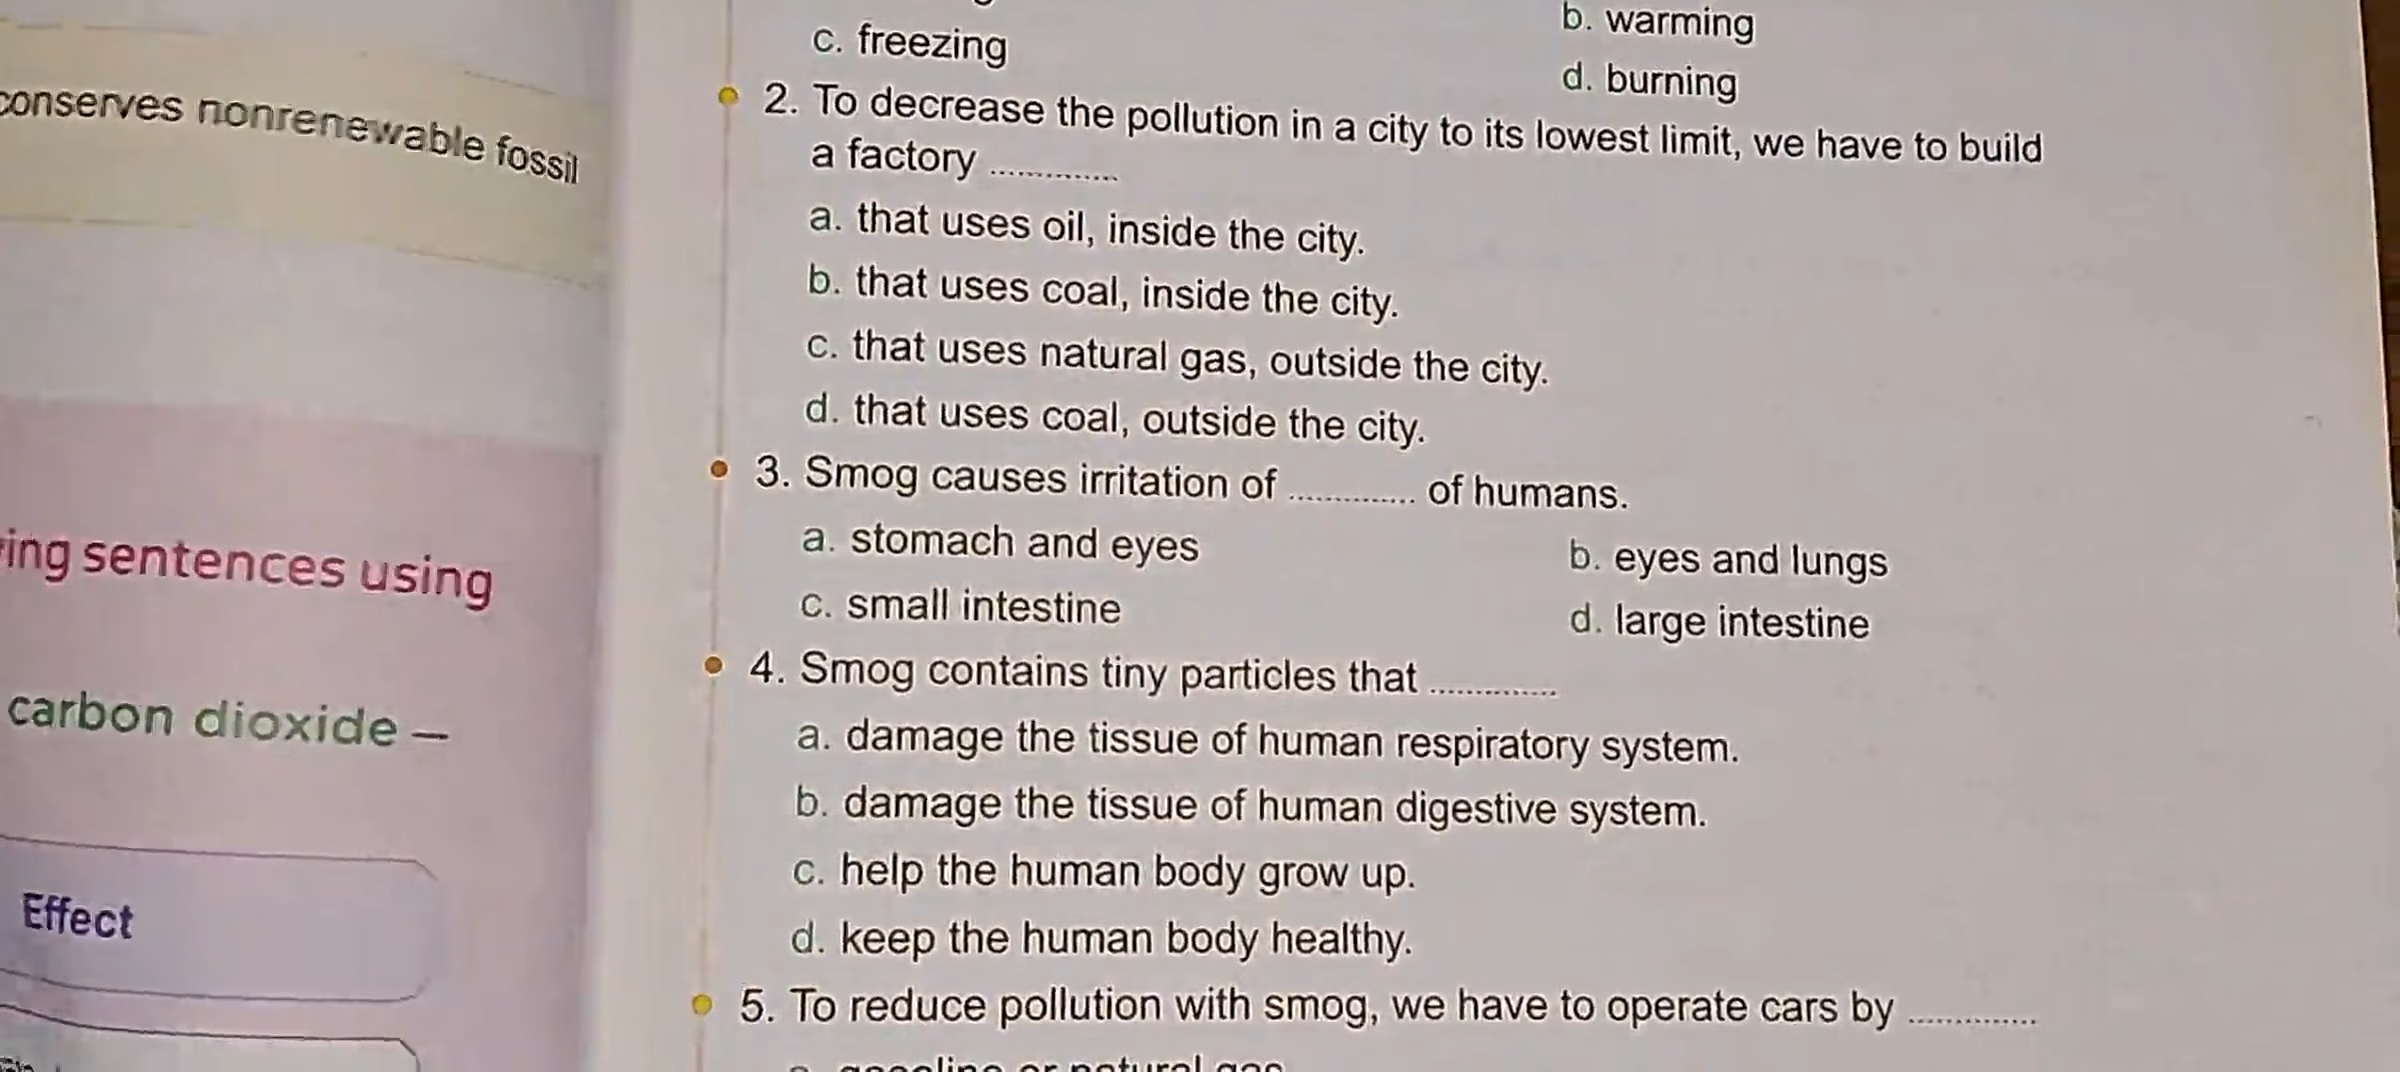 conserves nonrenewable fossil
ing sentences using
carbon dioxide –
Effect
c. freezing
b. warming
d. burning
2. To decrease the pollution in a city to its lowest limit, we have to build
a factory ..............
a. that uses oil, inside the city.
b. that uses coal, inside the city.
c. that uses natural gas, outside the city.
d. that uses coal, outside the city.
3. Smog causes irritation of .............. of humans.
a. stomach and eyes
b. eyes and lungs
c. small intestine
d. large intestine
4. Smog contains tiny particles that ..............
a. damage the tissue of human respiratory system.
b. damage the tissue of human digestive system.
c. help the human body grow up.
d. keep the human body healthy.
5. To reduce pollution with smog, we have to operate cars by ..............
a. gasoline or natural gas